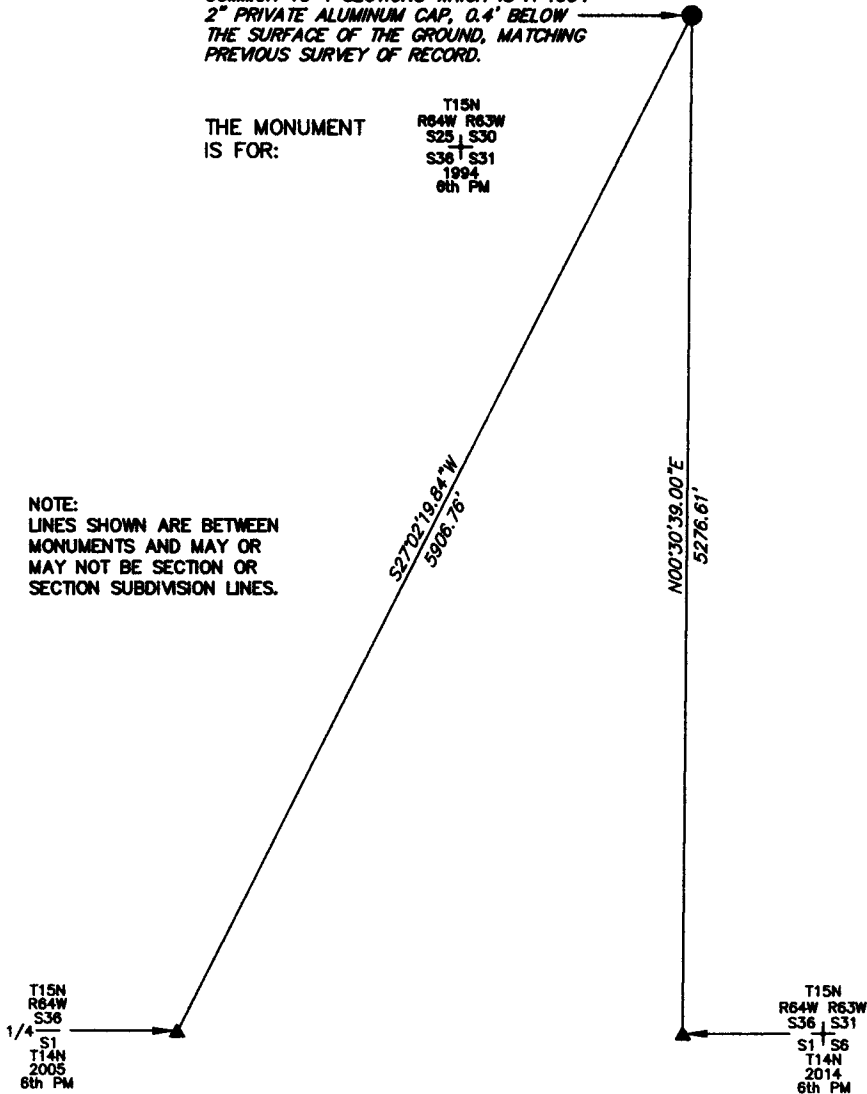 2" PRIVATE ALUMINUM CAP, 0.4' BELOW
THE SURFACE OF THE GROUND, MATCHING
PREVIOUS SURVEY OF RECORD.
THE MONUMENT
IS FOR:
T15N
R64W R63W
S25 S30
S36 S31
1994
6th PM
S27°02'19.84"W
5906.76'
N00°30'39.00"E
5276.61'
NOTE:
LINES SHOWN ARE BETWEEN
MONUMENTS AND MAY OR
MAY NOT BE SECTION OR
SECTION SUBDIVISION LINES.
T15N
R64W
S36
1/4
S1
T14N
2005
6th PM
T15N
R64W R63W
S36 S31
S1 S6
T14N
2014
6th PM